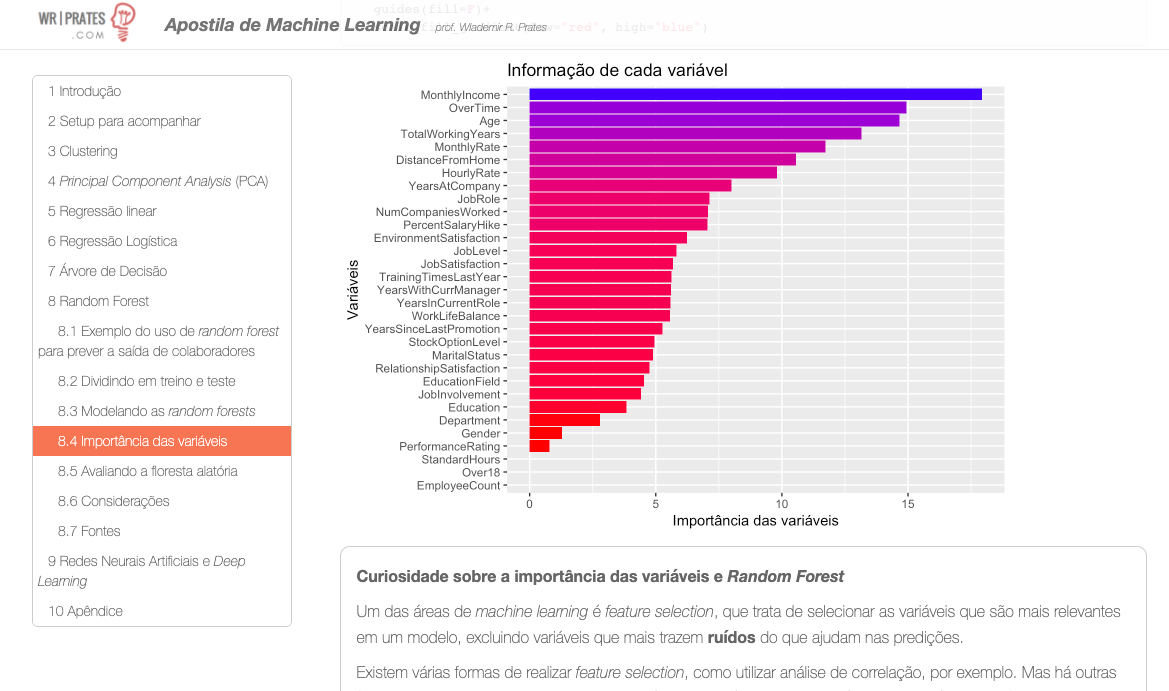 WR|PRATES
.COM
Apostila de Machine Learning prof. Wlademir R. Prates
guides(fill=F)+
"red", high="blue")
1 Introdução
2 Setup para acompanhar
3 Clustering
4 Principal Component Analysis (PCA)
5 Regressão linear
6 Regressão Logística
7 Árvore de Decisão
8 Random Forest
8.1 Exemplo do uso de random forest
para prever a saída de colaboradores
8.2 Dividindo em treino e teste
8.3 Modelando as random forests
8.4 Importância das variáveis
8.5 Avaliando a floresta alatória
8.6 Considerações
8.7 Fontes
9 Redes Neurais Artificiais e Deep
Learning
10 Apêndice
Informação de cada variável
Variáveis
MonthlyIncome
OverTime
Age
TotalWorkingYears
MonthlyRate
DistanceFromHome
HourlyRate
YearsAtCompany
JobRole
NumCompaniesWorked
PercentSalaryHike
EnvironmentSatisfaction
JobLevel
JobSatisfaction
TrainingTimesLastYear
YearsWithCurrManager
YearsInCurrentRole
WorkLifeBalance
YearsSinceLastPromotion
StockOptionLevel
MaritalStatus
RelationshipSatisfaction
EducationField
JobInvolvement
Education
Department
Gender
PerformanceRating
StandardHours
Over18
EmployeeCount
0 5 10 15
Importância das variáveis
Curiosidade sobre a importância das variáveis e Random Forest
Um das áreas de machine learning é feature selection, que trata de selecionar as variáveis que são mais relevantes
em um modelo, excluindo variáveis que mais trazem ruídos do que ajudam nas predições.
Existem várias formas de realizar feature selection, como utilizar análise de correlação, por exemplo. Mas há outras